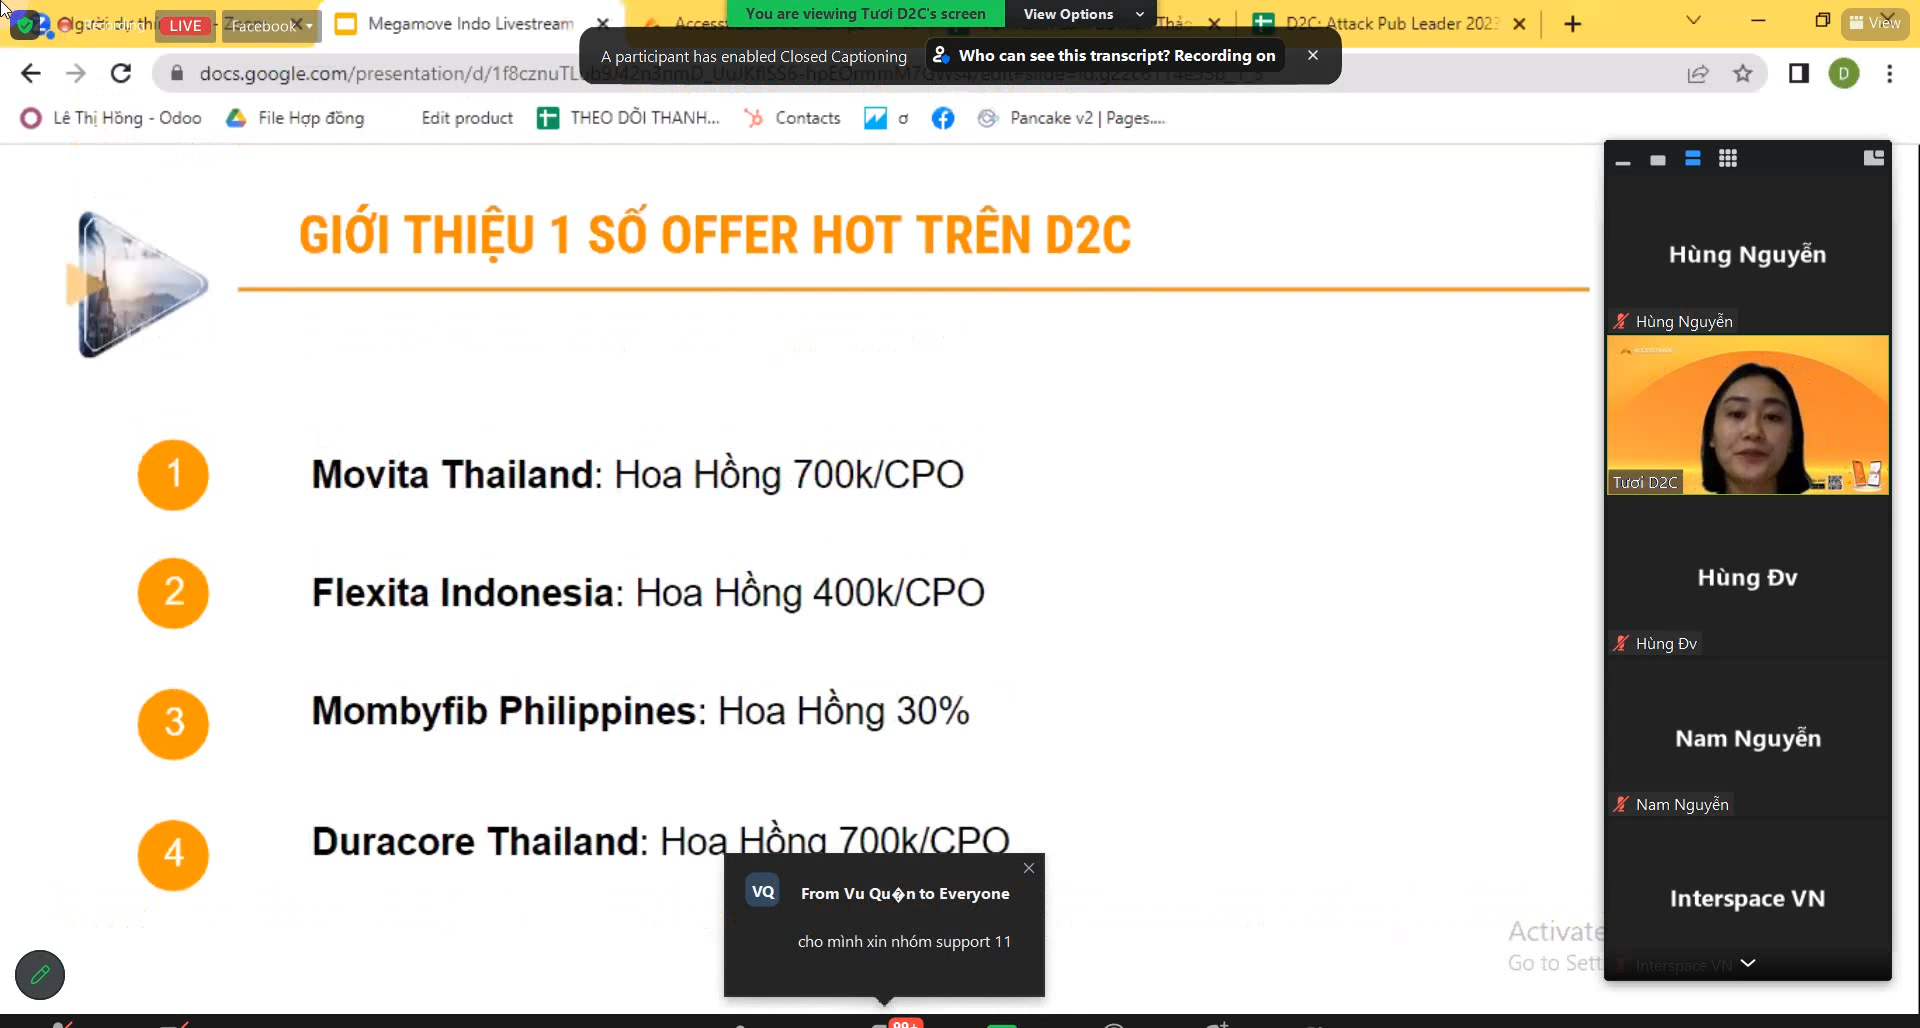 LIVE
Facebook
Megamove Indo Livestream
Access
You are viewing Tươi D2C's screen
View Options
D2C: Attack Pub Leader 2023
View
docs.google.com/presentation/d/
A participant has enabled Closed Captioning
Who can see this transcript? Recording on
D
Lê Thị Hồng - Odoo
File Hợp đồng
Edit product
THEO DÕI THANH...
Contacts
ơ
Pancake v2 | Pages....
GIỚI THIỆU 1 SỐ OFFER HOT TRÊN D2C
1
Movita Thailand: Hoa Hồng 700k/CPO
2
Flexita Indonesia: Hoa Hồng 400k/CPO
3
Mombyfib Philippines: Hoa Hồng 30%
4
Duracore Thailand: Hoa Hồng 700k/CPO
VQ
From Vu Qu�n to Everyone
cho mình xin nhóm support 11
Hùng Nguyễn
Hùng Nguyễn
Tươi D2C
Hùng Đv
Hùng Đv
Nam Nguyễn
Nam Nguyễn
Interspace VN
Interspace VN
Activate
Go to Sett
99+